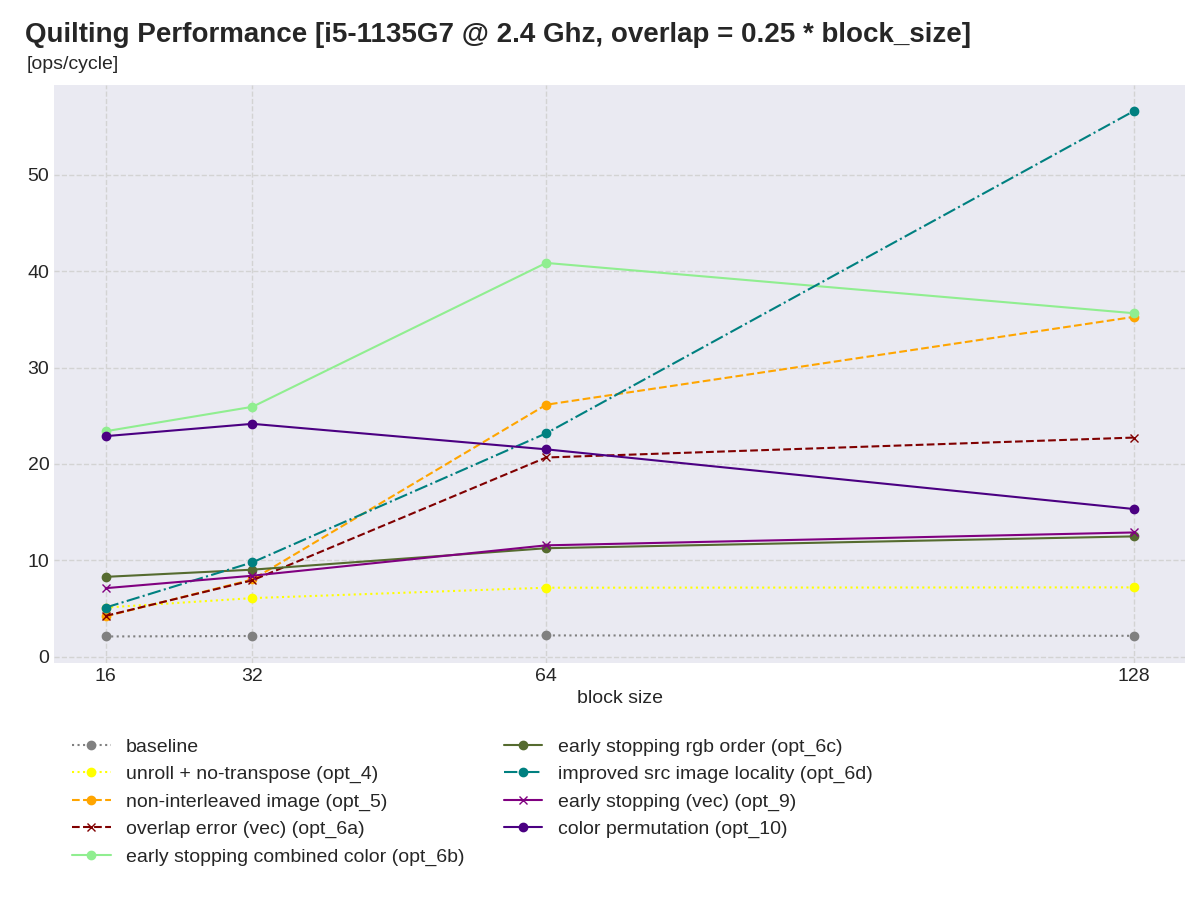 Quilting Performance [i5-1135G7 @ 2.4 Ghz, overlap = 0.25 * block_size]
[ops/cycle]
50
40
30
20
10
0
16 32 64 128
block size
baseline
unroll + no-transpose (opt_4)
non-interleaved image (opt_5)
overlap error (vec) (opt_6a)
early stopping combined color (opt_6b)
early stopping rgb order (opt_6c)
improved src image locality (opt_6d)
early stopping (vec) (opt_9)
color permutation (opt_10)